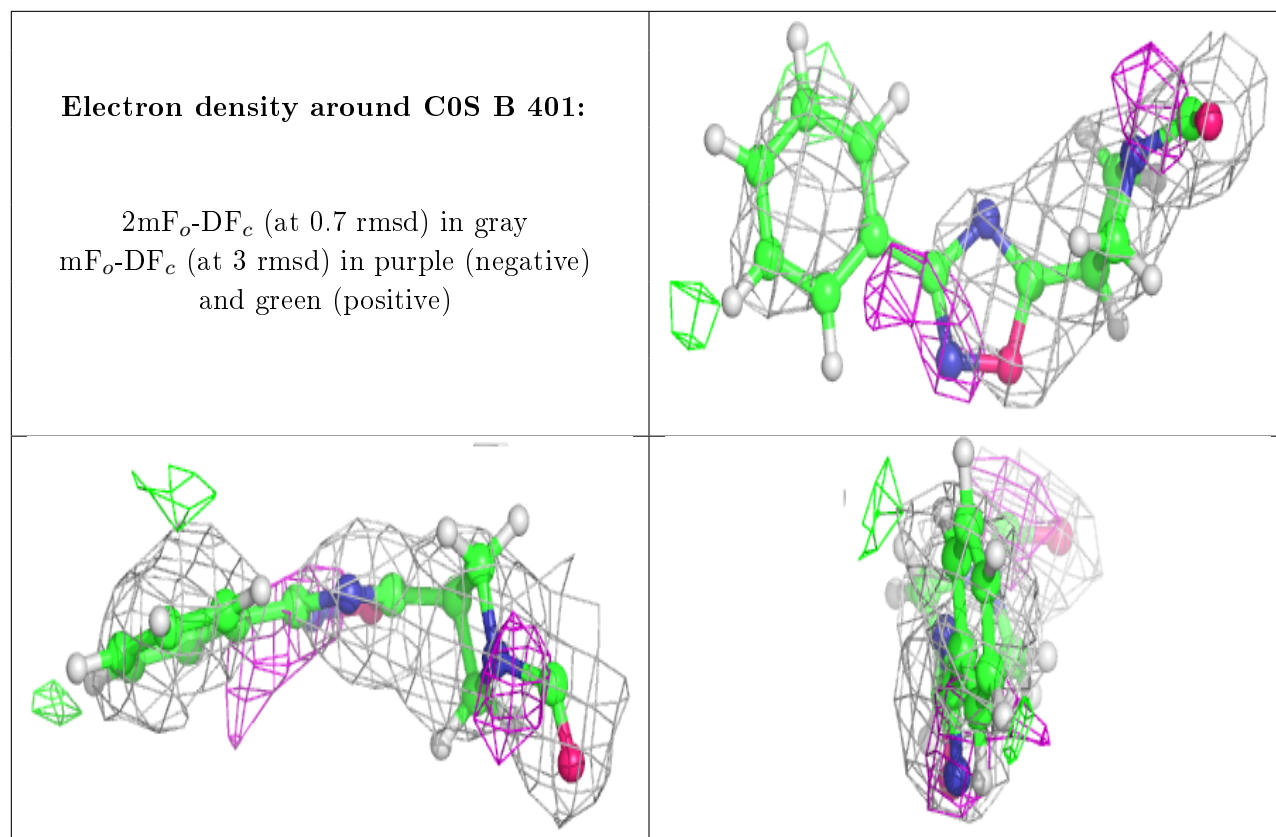 Electron density around C0S B 401:
2mFₒ-DF𝒸 (at 0.7 rmsd) in gray
mFₒ-DF𝒸 (at 3 rmsd) in purple (negative)
and green (positive)